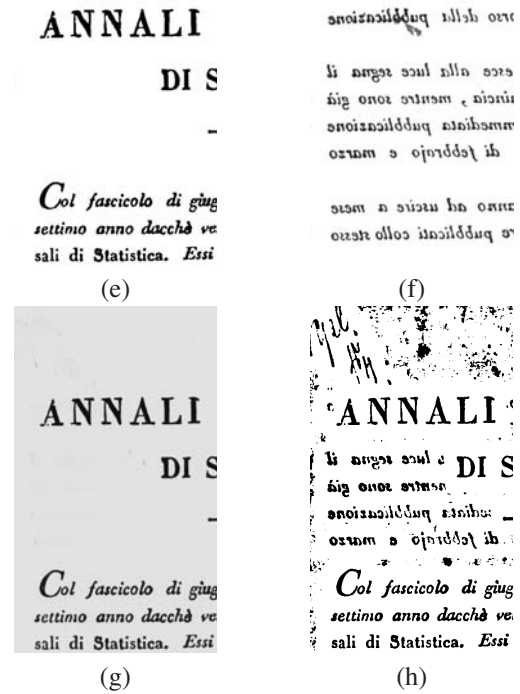 ANNALI
DI S
Col fascicolo di giug
settimo anno dacchè ve
sali di Statistica. Essi
(e)
orso della pubblicazione
esce alla luce segna il
mentre sono già
mmediata pubblicazione
di febbrajo e marzo
anno ad uscire a mese
re pubblicati collo stesso
(f)
ANNALI
DI S
Col fascicolo di giug
settimo anno dacchè ve
sali di Statistica. Essi
(g)
ANNALI
luce segna il
DI S
mentre sono già
pubblicazione
di febbrajo e marzo
Col fascicolo di giug
settimo anno dacchè ve
sali di Statistica. Essi
(h)